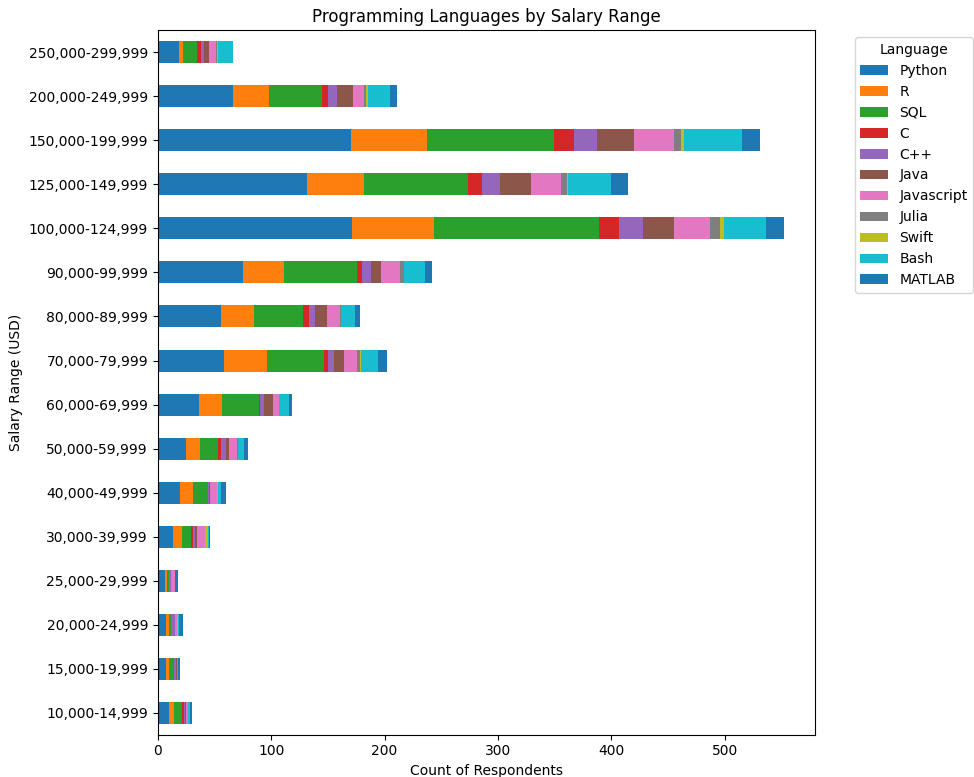 Programming Languages by Salary Range
Salary Range (USD)
250,000-299,999
200,000-249,999
150,000-199,999
125,000-149,999
100,000-124,999
90,000-99,999
80,000-89,999
70,000-79,999
60,000-69,999
50,000-59,999
40,000-49,999
30,000-39,999
25,000-29,999
20,000-24,999
15,000-19,999
10,000-14,999
0 100 200 300 400 500
Count of Respondents
Language
Python
R
SQL
C
C++
Java
Javascript
Julia
Swift
Bash
MATLAB